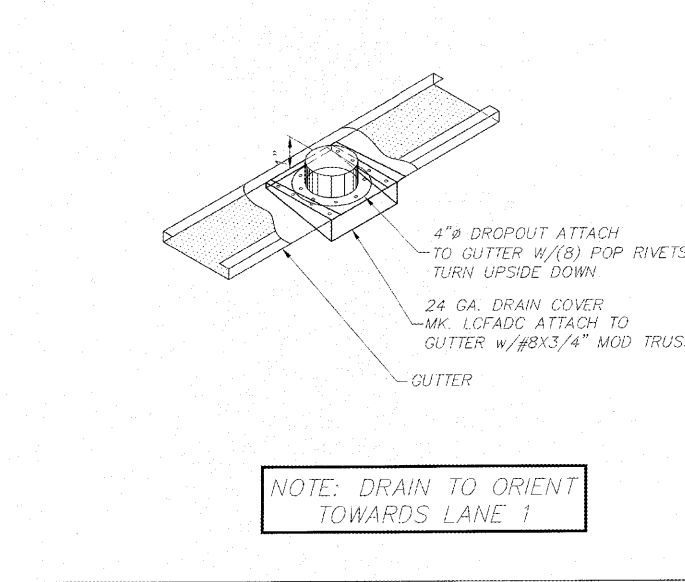 4"ø DROPOUT ATTACH
TO GUTTER W/(8) POP RIVETS
TURN UPSIDE DOWN
24 GA. DRAIN COVER
MK. LCFADC ATTACH TO
GUTTER w/#8X3/4" MOD TRUS
GUTTER
NOTE: DRAIN TO ORIENT
TOWARDS LANE 1